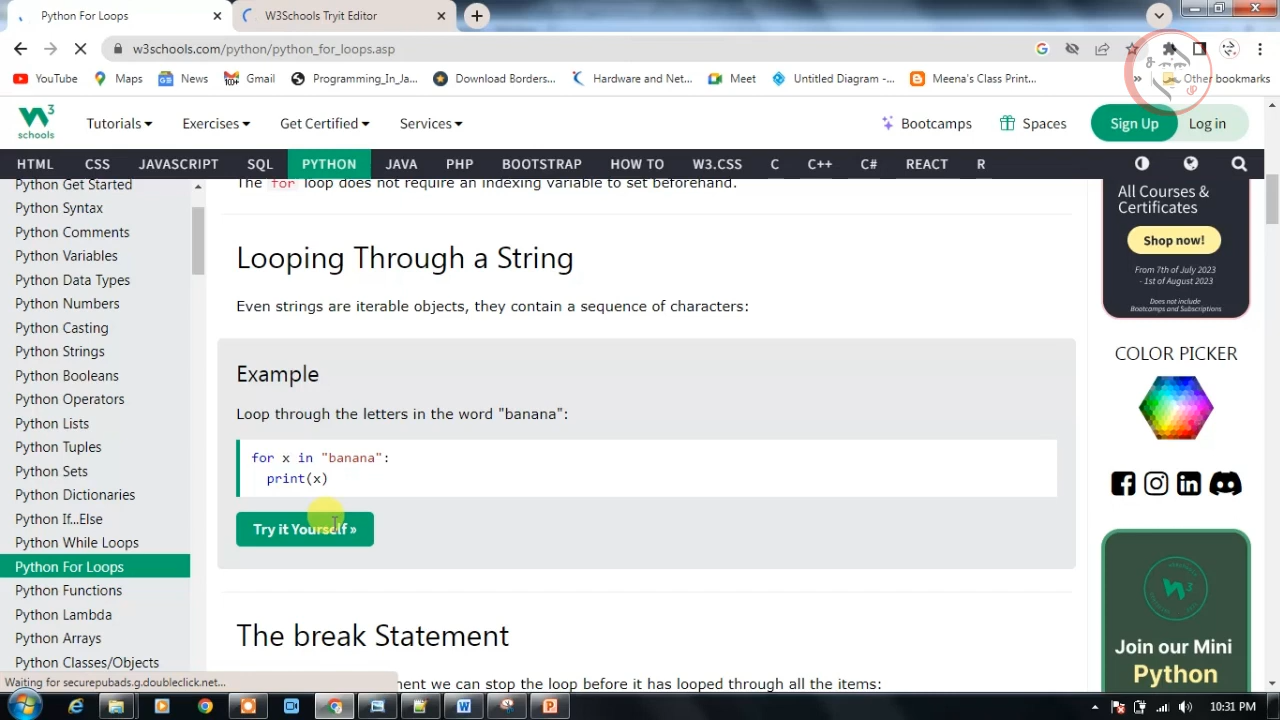 Python For Loops
W3Schools Tryit Editor
w3schools.com/python/python_for_loops.asp
YouTube
Maps
News
Gmail
Programming_In_Ja...
Download Borders...
Hardware and Net...
Meet
Untitled Diagram -...
Meena's Class Print...
»
Other bookmarks
W3 schools
Tutorials
Exercises
Get Certified
Services
Bootcamps
Spaces
Sign Up
Log in
HTML CSS JAVASCRIPT SQL PYTHON JAVA PHP BOOTSTRAP HOW TO W3.CSS C C++ C# REACT R
Python Get Started
Python Syntax
Python Comments
Python Variables
Python Data Types
Python Numbers
Python Casting
Python Strings
Python Booleans
Python Operators
Python Lists
Python Tuples
Python Sets
Python Dictionaries
Python If...Else
Python While Loops
Python For Loops
Python Functions
Python Lambda
Python Arrays
Python Classes/Objects
The for loop does not require an indexing variable to set beforehand.
Looping Through a String
Even strings are iterable objects, they contain a sequence of characters:
Example
Loop through the letters in the word "banana":
for x in "banana":
print(x)
Try it Yourself »
The break Statement
ment we can stop the loop before it has looped through all the items:
All Courses &
Certificates
Shop now!
From 7th of July 2023
- 1st of August 2023
Does not include
Bootcamps and Subscriptions
COLOR PICKER
Join our Mini
Python
Waiting for securepubads.g.doubleclick.net...
10:31 PM